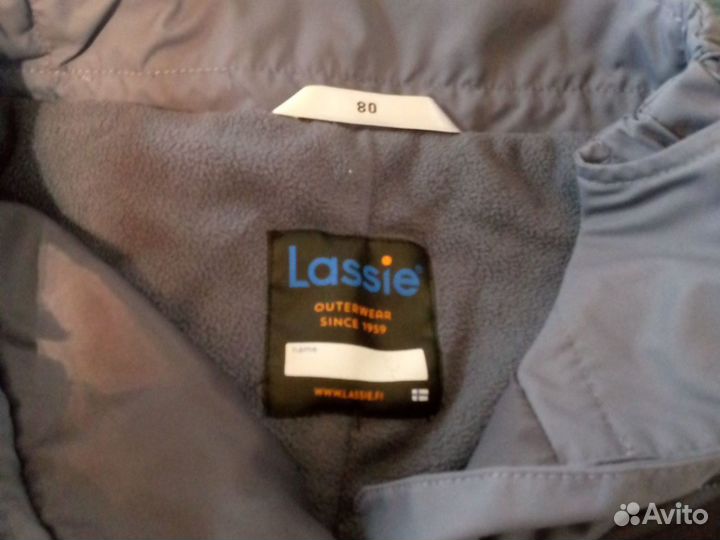 80
Lassie®
OUTERWEAR
SINCE 1959
name
WWW.LASSIE.FI
Avito